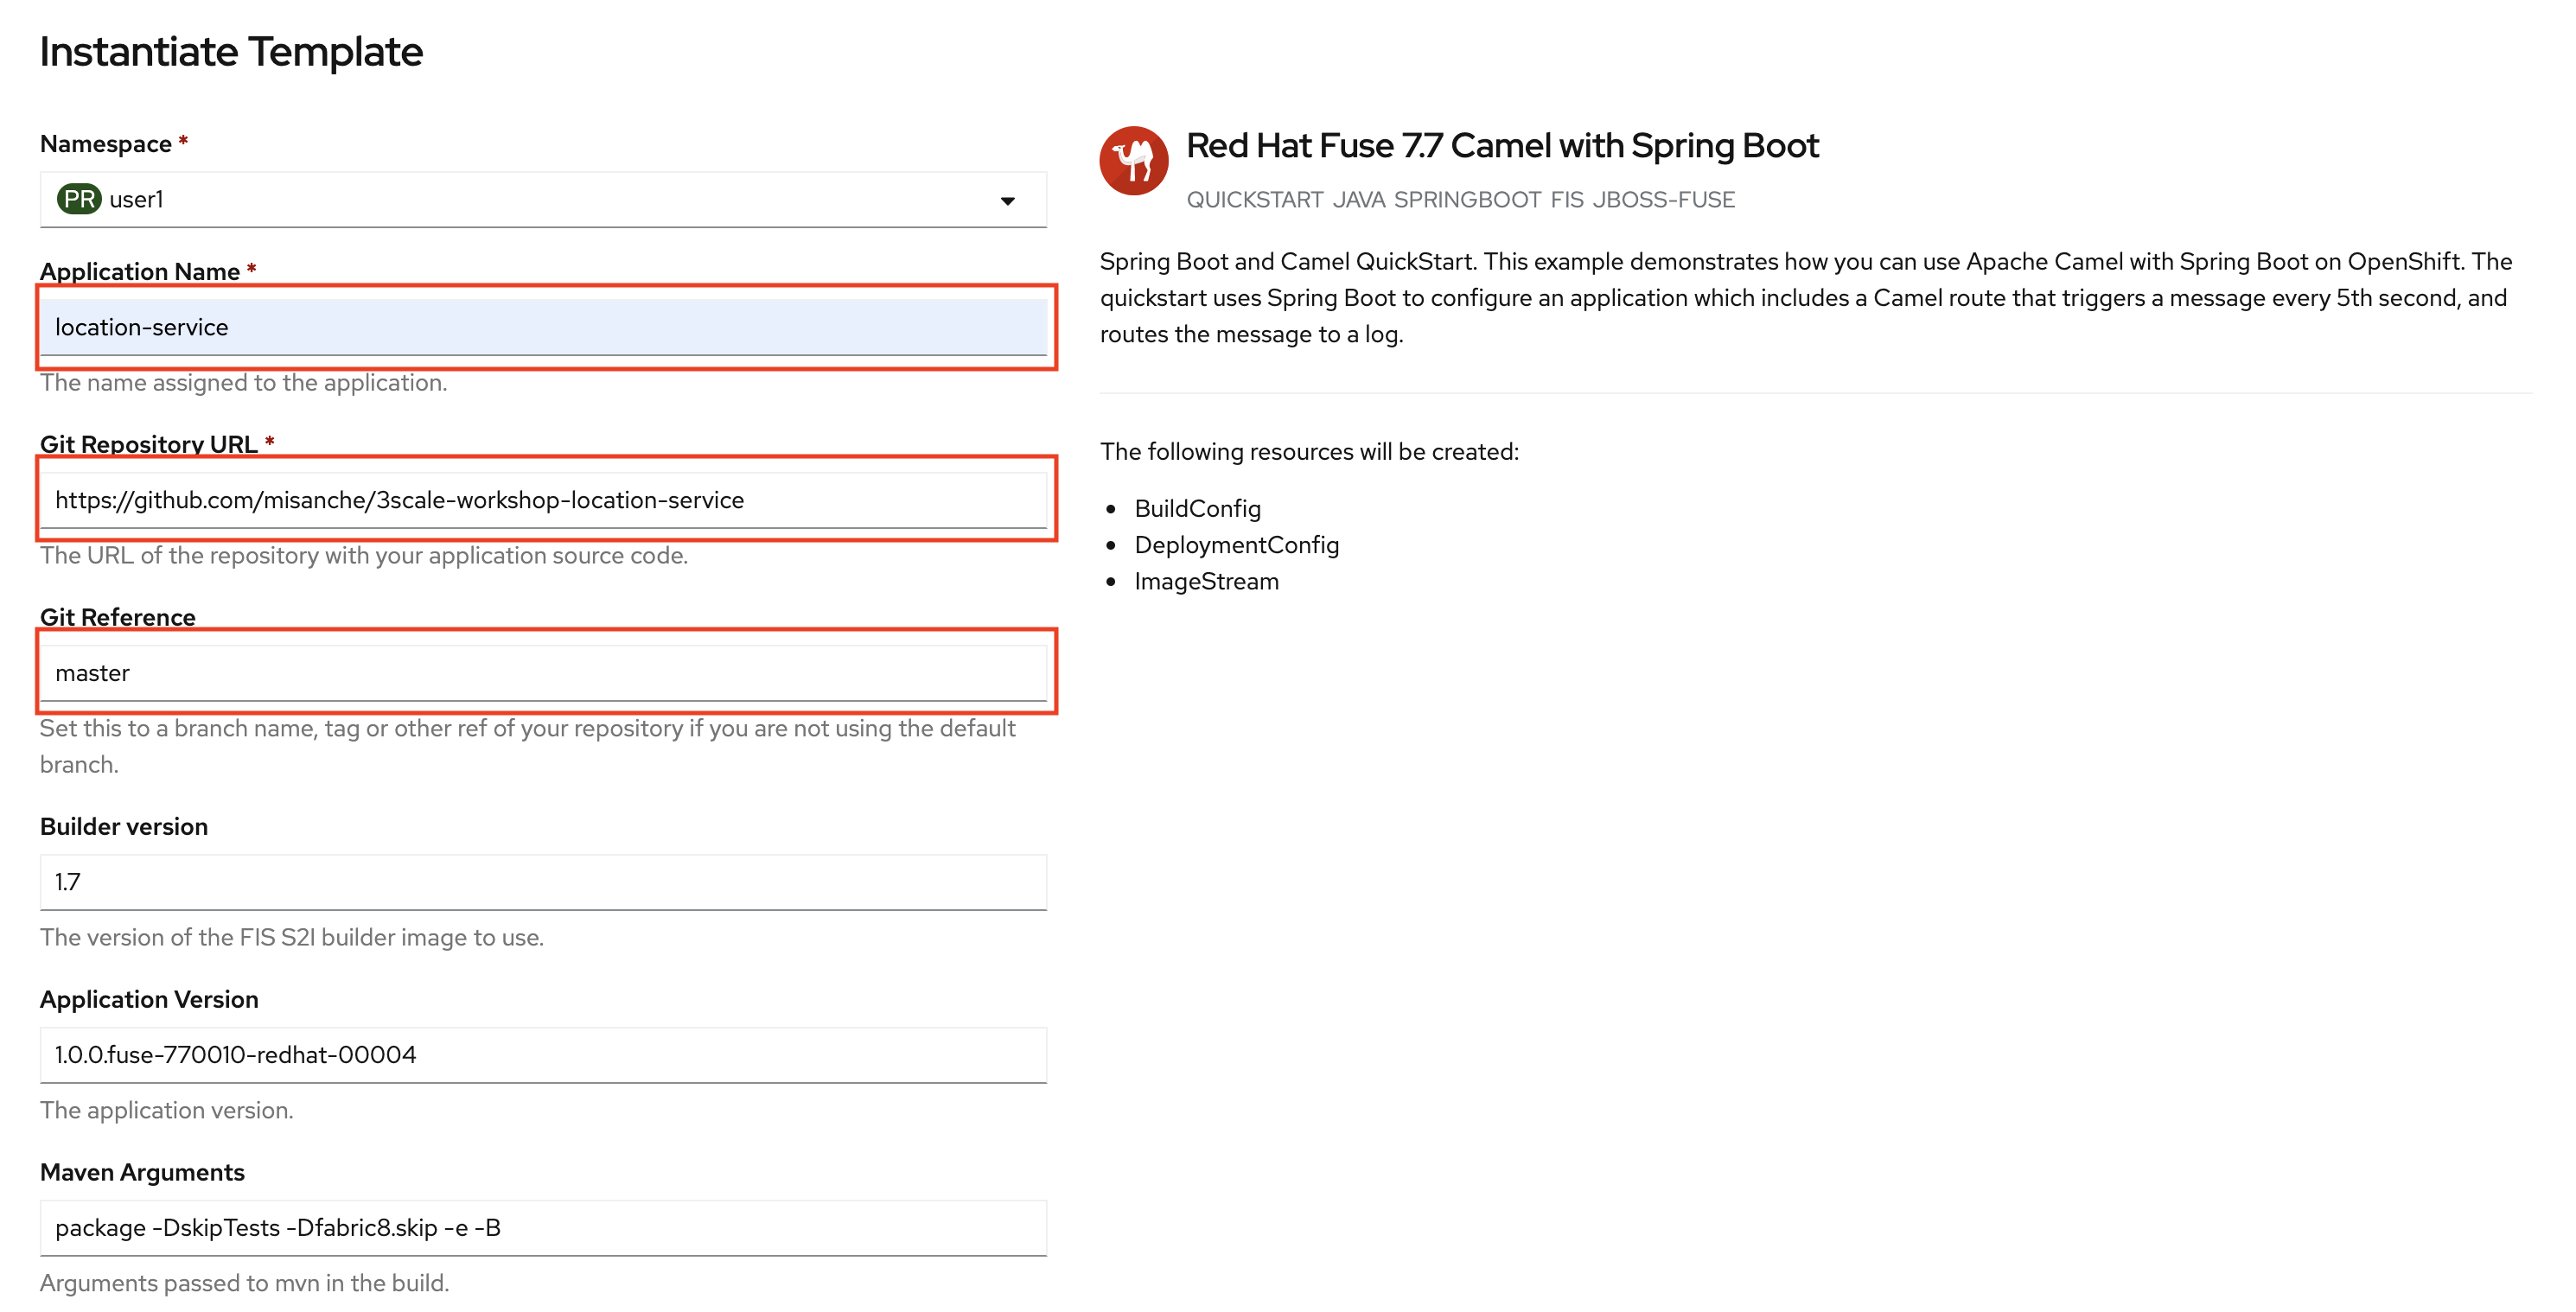 Instantiate Template
Namespace *
PR user1
Application Name *
location-service
The name assigned to the application.
Git Repository URL *
https://github.com/misanche/3scale-workshop-location-service
The URL of the repository with your application source code.
Git Reference
master
Set this to a branch name, tag or other ref of your repository if you are not using the default
branch.
Builder version
1.7
The version of the FIS S2I builder image to use.
Application Version
1.0.0.fuse-770010-redhat-00004
The application version.
Maven Arguments
package -DskipTests -Dfabric8.skip -e -B
Arguments passed to mvn in the build.
Red Hat Fuse 7.7 Camel with Spring Boot
QUICKSTART JAVA SPRINGBOOT FIS JBOSS-FUSE
Spring Boot and Camel QuickStart. This example demonstrates how you can use Apache Camel with Spring Boot on OpenShift. The
quickstart uses Spring Boot to configure an application which includes a Camel route that triggers a message every 5th second, and
routes the message to a log.
The following resources will be created:
• BuildConfig
• DeploymentConfig
• ImageStream